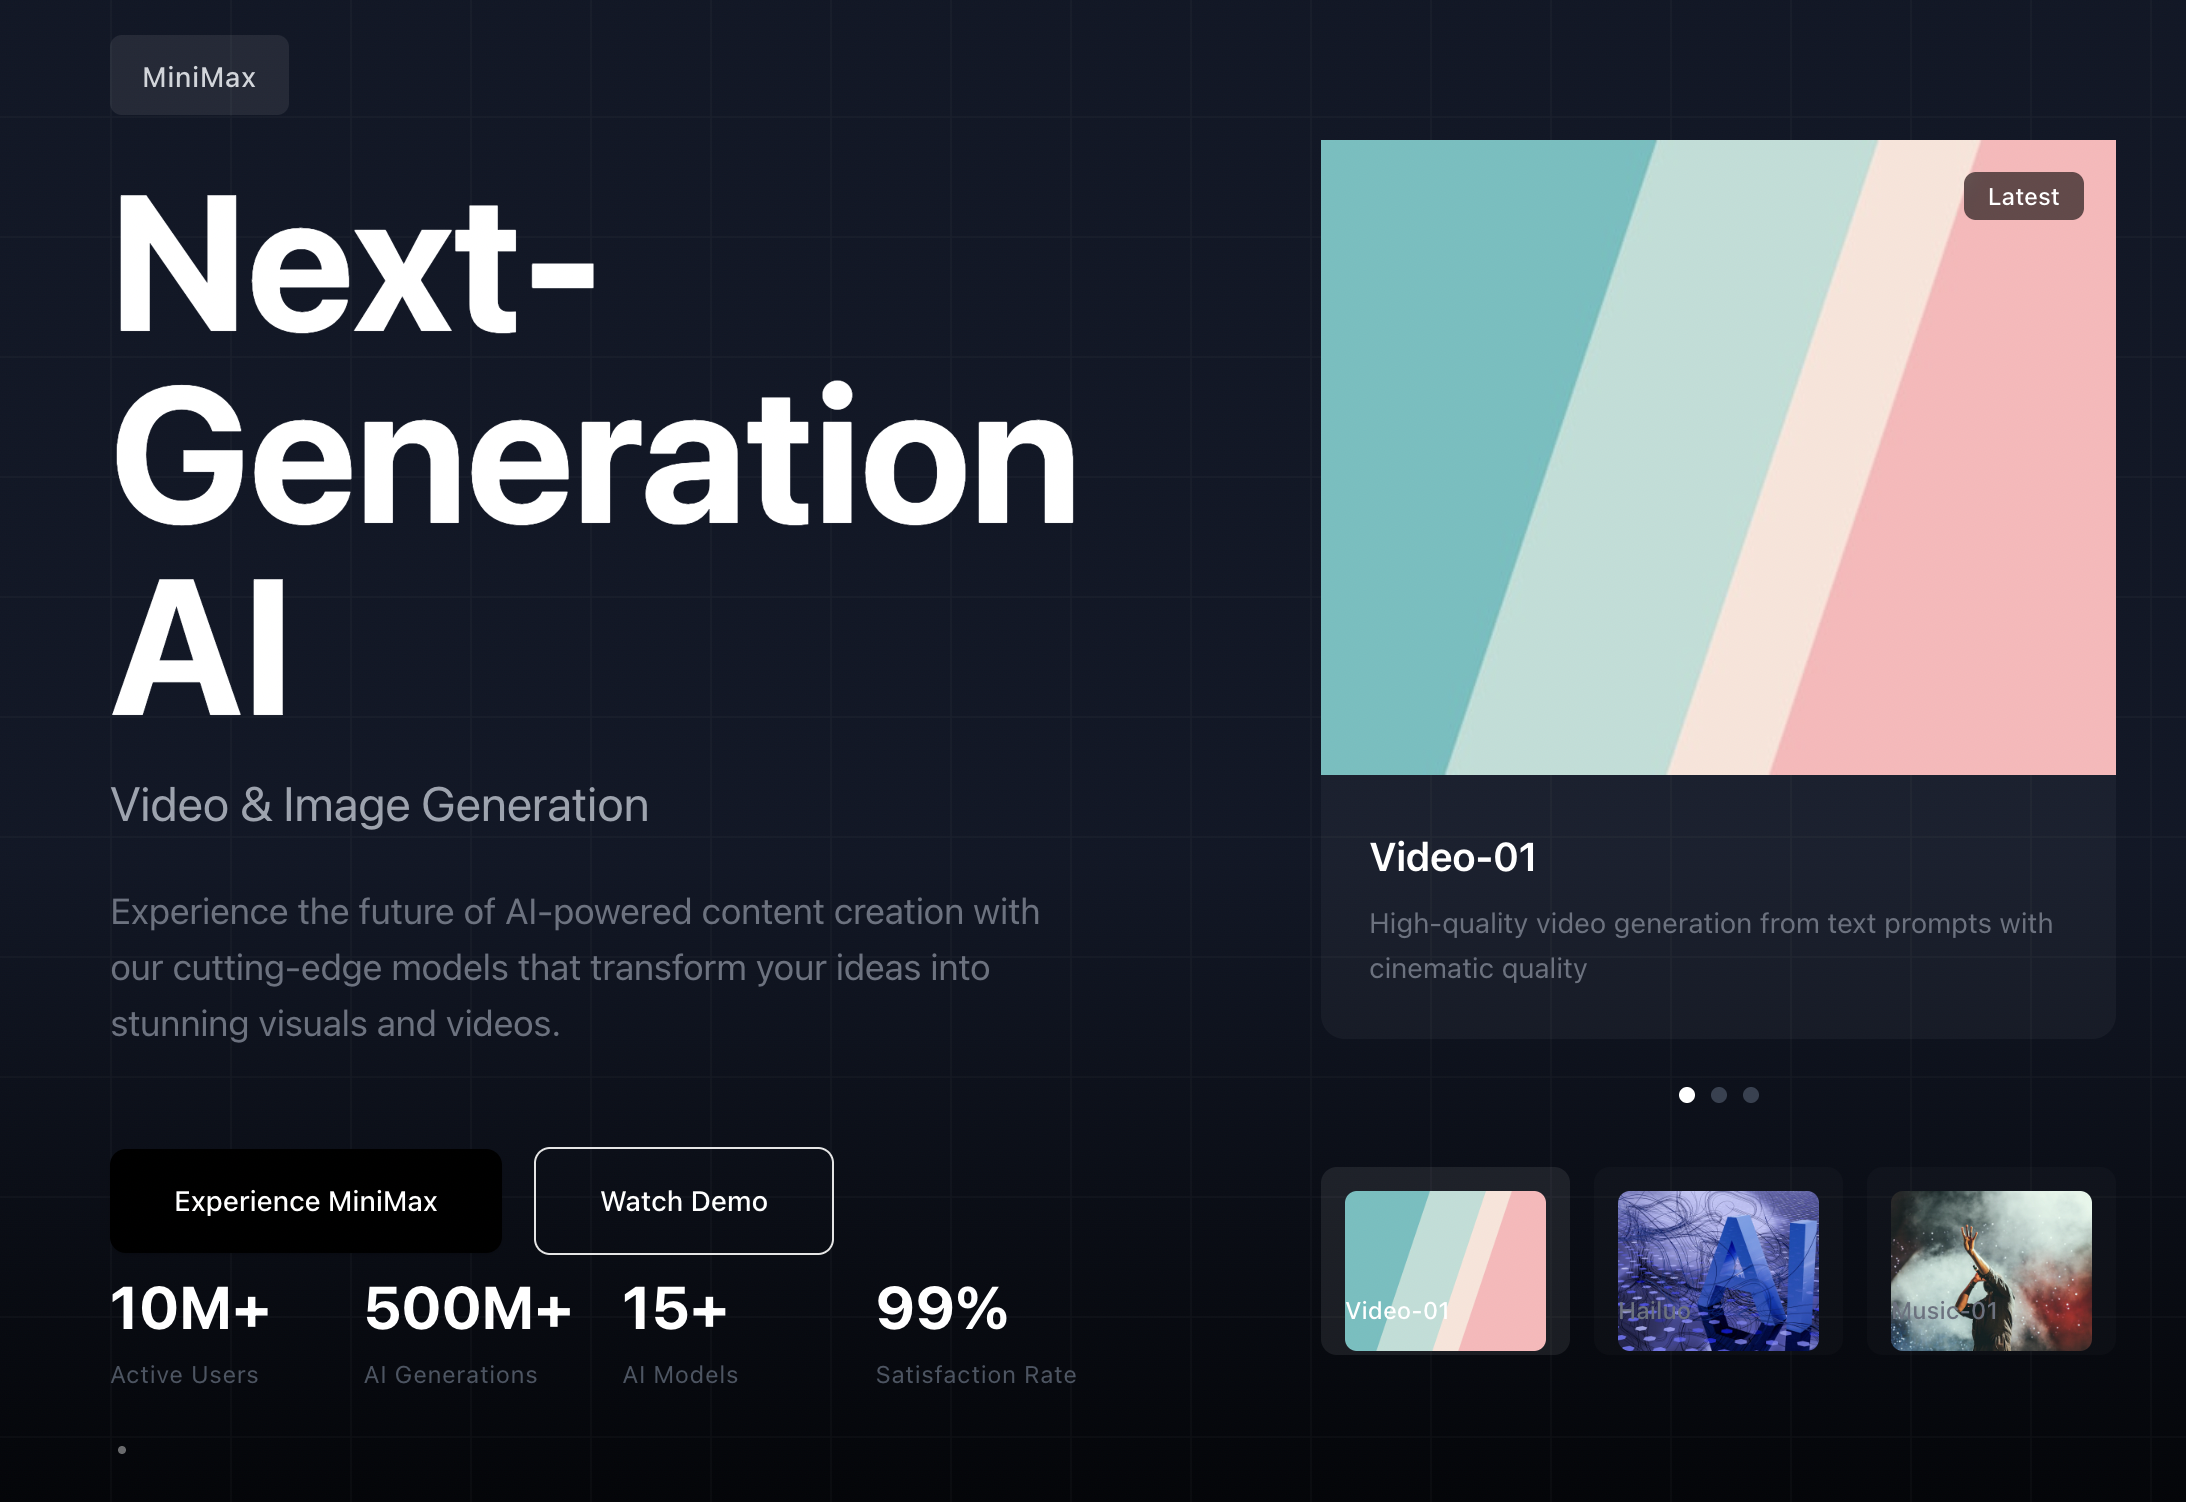 MiniMax
Next-
Generation
AI
Video & Image Generation
Experience the future of AI-powered content creation with
our cutting-edge models that transform your ideas into
stunning visuals and videos.
Experience MiniMax
Watch Demo
10M+
Active Users
500M+
AI Generations
15+
AI Models
99%
Satisfaction Rate
Latest
Video-01
High-quality video generation from text prompts with
cinematic quality
Video-01
AI
Hailuo
Music-01